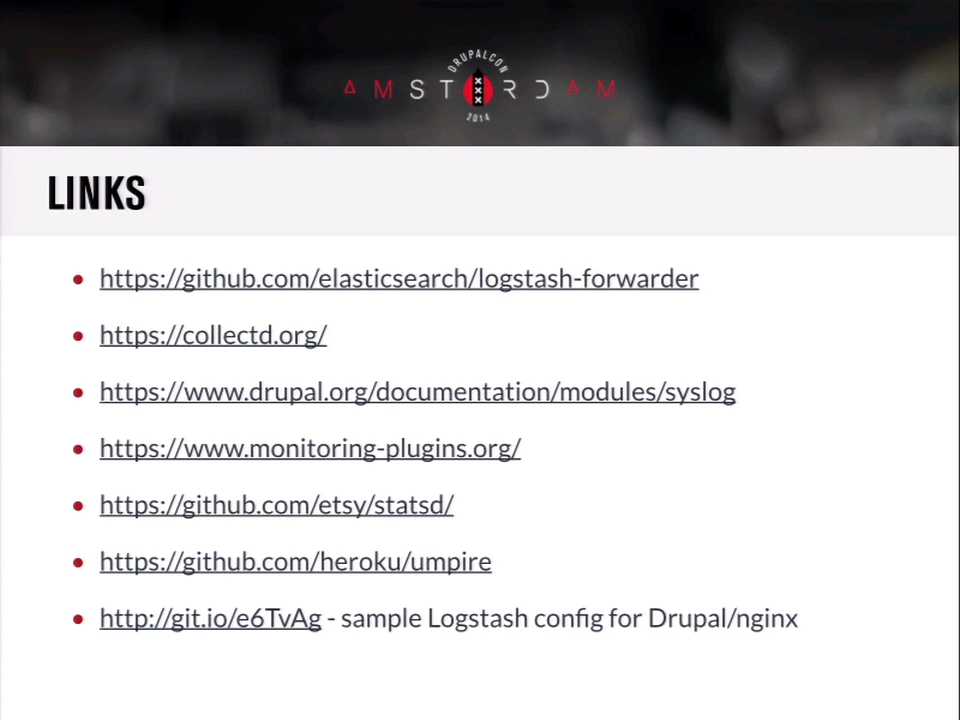 DRUPALCON
AMSTERDAM
2014
LINKS
• https://github.com/elasticsearch/logstash-forwarder
• https://collectd.org/
• https://www.drupal.org/documentation/modules/syslog
• https://www.monitoring-plugins.org/
• https://github.com/etsy/statsd/
• https://github.com/heroku/umpire
• http://git.io/e6TvAg - sample Logstash config for Drupal/nginx